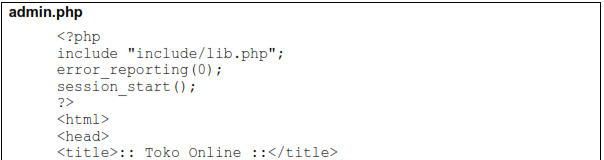 admin.php
<?php
include "include/lib.php";
error_reporting(0);
session_start();
?>
<html>
<head>
<title>:: Toko Online ::</title>